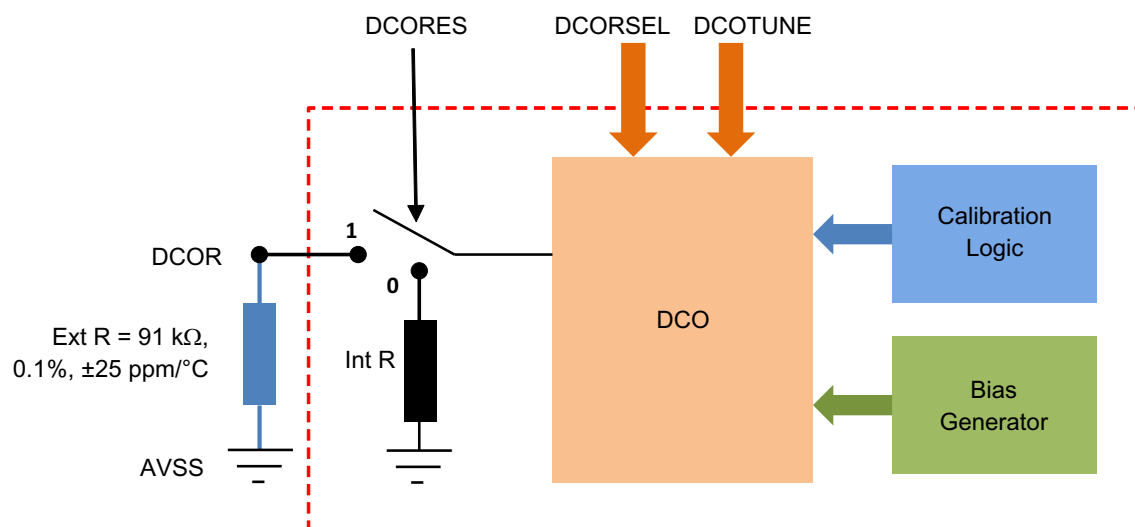 DCORES
DCORSEL
DCOTUNE
Calibration
Logic
1
DCOR
0
DCO
Ext R = 91 kΩ,
0.1%, ±25 ppm/°C
Int R
Bias
Generator
AVSS